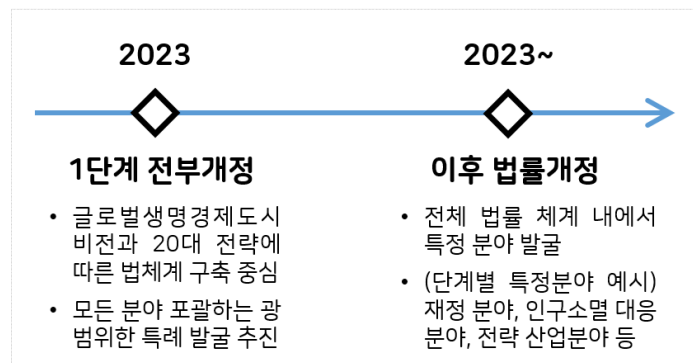 2023
1단계 전부개정
• 글로벌생명경제도시
비전과 20대 전략에
따른 법체계 구축 중심
• 모든 분야 포괄하는 광
범위한 특례 발굴 추진
2023~
이후 법률개정
• 전체 법률 체계 내에서
특정 분야 발굴
• (단계별 특정분야 예시)
재정 분야, 인구소멸 대응
분야, 전략 산업분야 등